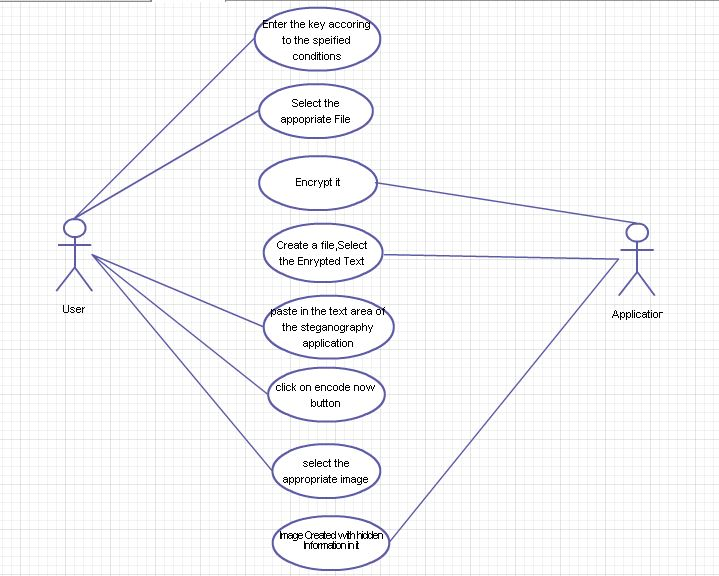 Enter the key accoring
to the speified
conditions
Select the
appopriate File
Encrypt it
Create a file,Select
the Enrypted Text
User
Application
paste in the text area of
the steganography
application
click on encode now
button
select the
appropriate image
Image Created with hidden
Information in it